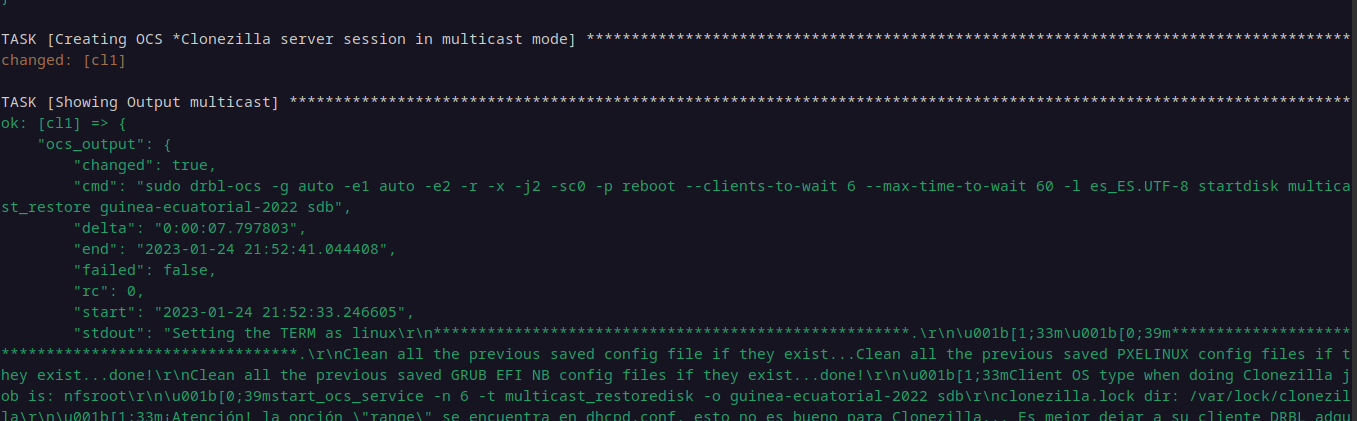 }
TASK [Creating OCS *Clonezilla server session in multicast mode] *************************************************************************************
changed: [cl1]
TASK [Showing Output multicast] **********************************************************************************************************************
ok: [cl1] => {
    "ocs_output": {
        "changed": true,
        "cmd": "sudo drbl-ocs -g auto -e1 auto -e2 -r -x -j2 -sc0 -p reboot --clients-to-wait 6 --max-time-to-wait 60 -l es_ES.UTF-8 startdisk multica
st_restore guinea-ecuatorial-2022 sdb",
        "delta": "0:00:07.797803",
        "end": "2023-01-24 21:52:41.044408",
        "failed": false,
        "rc": 0,
        "start": "2023-01-24 21:52:33.246605",
        "stdout": "Setting the TERM as linux\r\n*****************************************************.\r\n\u001b[1;33m\u001b[0;39m********************
*********************************.\r\nClean all the previous saved config file if they exist...Clean all the previous saved PXELINUX config files if t
hey exist...done!\r\nClean all the previous saved GRUB EFI NB config files if they exist...done!\r\n\u001b[1;33mClient OS type when doing Clonezilla j
ob is: nfsroot\r\n\u001b[0;39mstart_ocs_service -n 6 -t multicast_restoredisk -o guinea-ecuatorial-2022 sdb\r\nclonezilla.lock dir: /var/lock/clonezil
la\r\n\u001b[1;33m¡Atención! la opción \"range\" se encuentra en dhcpd.conf, esto no es bueno para Clonezilla... Es mejor dejar a su cliente DRBL adqu